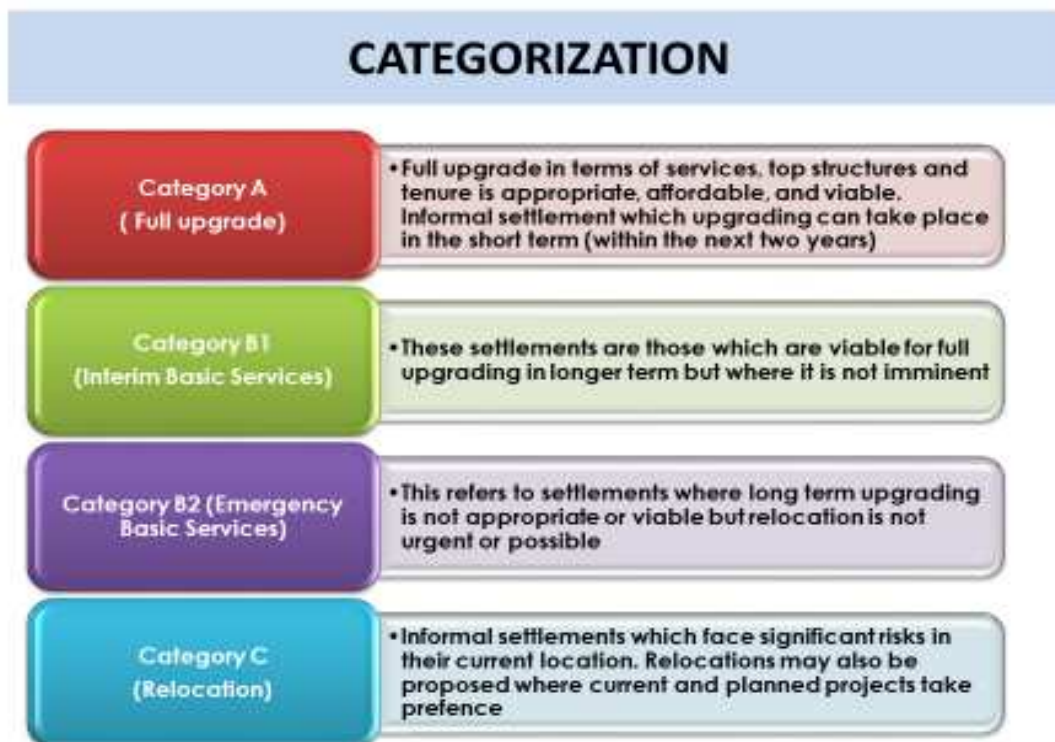 CATEGORIZATION
Category A
( Full upgrade)
•Full upgrade in terms of services, top structures and
tenure is appropriate, affordable, and viable.
Informal settlement which upgrading can take place
in the short term (within the next two years)
Category B1
(Interim Basic Services)
•These settlements are those which are viable for full
upgrading in longer term but where it is not imminent
Category B2 (Emergency
Basic Services)
•This refers to settlements where long term upgrading
is not appropriate or viable but relocation is not
urgent or possible
Category C
(Relocation)
•Informal settlements which face significant risks in
their current location. Relocations may also be
proposed where current and planned projects take
prefence